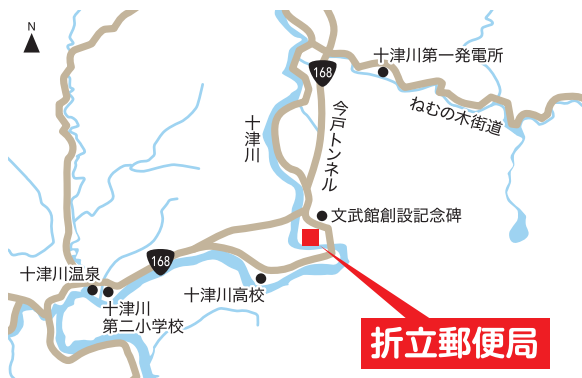 N
十津川第一発電所
168
ねむの木街道
今戸トンネル
十津川
文武館創設記念碑
168
十津川温泉
十津川高校
十津川
第二小学校
折立郵便局